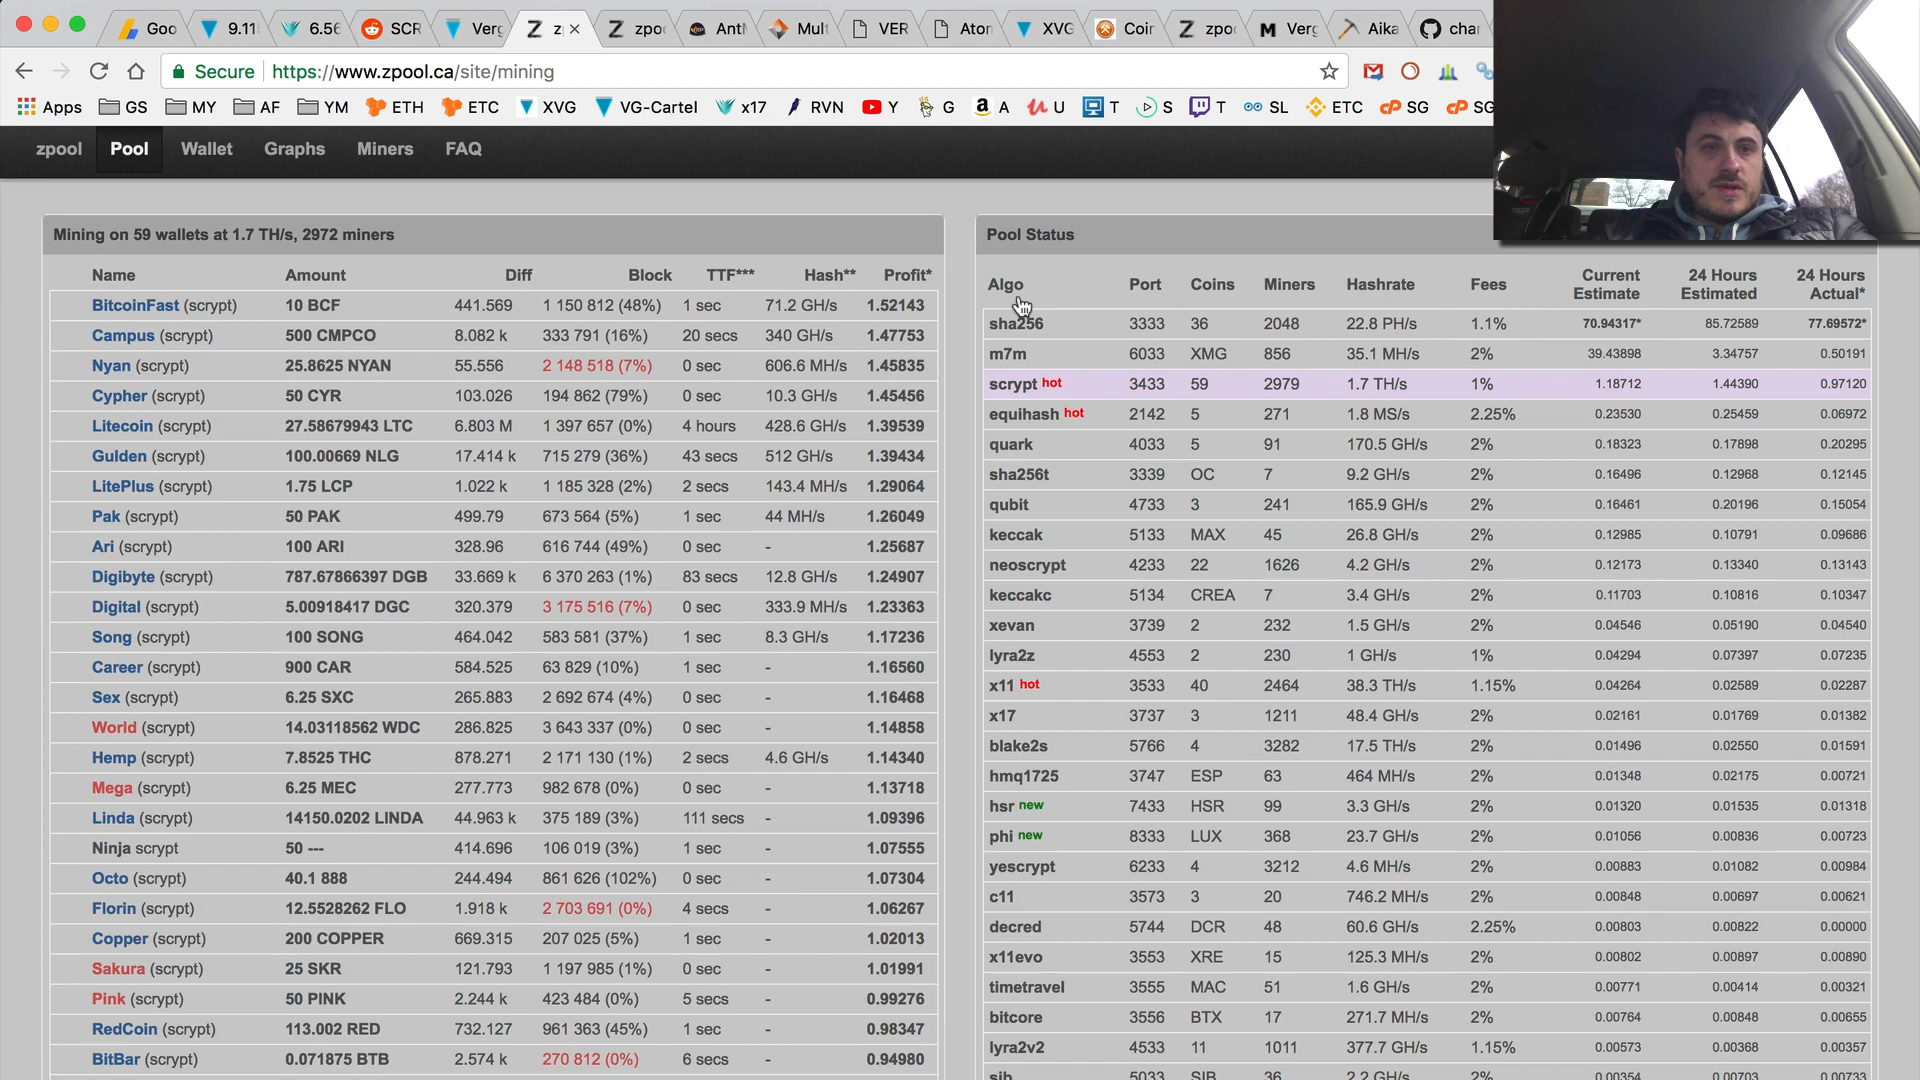 Goo
9.11
6.56
SCR
Verg
z
zpoo
AntM
Mult
VER
Aton
XVG
Coin
zpoo
Verg
Aika
char
Secure https://www.zpool.ca/site/mining
Apps GS MY AF YM ETH ETC XVG VG-Cartel x17 RVN Y G A U T S T SL ETC SG SG
zpool Pool Wallet Graphs Miners FAQ
Mining on 59 wallets at 1.7 TH/s, 2972 miners
Name Amount Diff Block TTF*** Hash** Profit*
BitcoinFast (scrypt) 10 BCF 441.569 1 150 812 (48%) 1 sec 71.2 GH/s 1.52143
Campus (scrypt) 500 CMPCO 8.082 k 333 791 (16%) 20 secs 340 GH/s 1.47753
Nyan (scrypt) 25.8625 NYAN 55.556 2 148 518 (7%) 0 sec 606.6 MH/s 1.45835
Cypher (scrypt) 50 CYR 103.026 194 862 (79%) 0 sec 10.3 GH/s 1.45456
Litecoin (scrypt) 27.58679943 LTC 6.803 M 1 397 657 (0%) 4 hours 428.6 GH/s 1.39539
Gulden (scrypt) 100.00669 NLG 17.414 k 715 279 (36%) 43 secs 512 GH/s 1.39434
LitePlus (scrypt) 1.75 LCP 1.022 k 1 185 328 (2%) 2 secs 143.4 MH/s 1.29064
Pak (scrypt) 50 PAK 499.79 673 564 (5%) 1 sec 44 MH/s 1.26049
Ari (scrypt) 100 ARI 328.96 616 744 (49%) 0 sec - 1.25687
Digibyte (scrypt) 787.67866397 DGB 33.669 k 6 370 263 (1%) 83 secs 12.8 GH/s 1.24907
Digital (scrypt) 5.00918417 DGC 320.379 3 175 516 (7%) 0 sec 333.9 MH/s 1.23363
Song (scrypt) 100 SONG 464.042 583 581 (37%) 1 sec 8.3 GH/s 1.17236
Career (scrypt) 900 CAR 584.525 63 829 (10%) 1 sec - 1.16560
Sex (scrypt) 6.25 SXC 265.883 2 692 674 (4%) 0 sec - 1.16468
World (scrypt) 14.03118562 WDC 286.825 3 643 337 (0%) 0 sec - 1.14858
Hemp (scrypt) 7.8525 THC 878.271 2 171 130 (1%) 2 secs 4.6 GH/s 1.14340
Mega (scrypt) 6.25 MEC 277.773 982 678 (0%) 0 sec - 1.13718
Linda (scrypt) 14150.0202 LINDA 44.963 k 375 189 (3%) 111 secs - 1.09396
Ninja scrypt 50 --- 414.696 106 019 (3%) 1 sec - 1.07555
Octo (scrypt) 40.1 888 244.494 861 626 (102%) 0 sec - 1.07304
Florin (scrypt) 12.5528262 FLO 1.918 k 2 703 691 (0%) 4 secs - 1.06267
Copper (scrypt) 200 COPPER 669.315 207 025 (5%) 1 sec - 1.02013
Sakura (scrypt) 25 SKR 121.793 1 197 985 (1%) 0 sec - 1.01991
Pink (scrypt) 50 PINK 2.244 k 423 484 (0%) 5 secs - 0.99276
RedCoin (scrypt) 113.002 RED 732.127 961 363 (45%) 1 sec - 0.98347
BitBar (scrypt) 0.071875 BTB 2.574 k 270 812 (0%) 6 secs - 0.94980
Pool Status
Algo Port Coins Miners Hashrate Fees Current Estimate 24 Hours Estimated 24 Hours Actual*
sha256 3333 36 2048 22.8 PH/s 1.1% 70.94317* 85.72589 77.69572*
m7m 6033 XMG 856 35.1 MH/s 2% 39.43898 3.34757 0.50191
scrypt hot 3433 59 2979 1.7 TH/s 1% 1.18712 1.44390 0.97120
equihash hot 2142 5 271 1.8 MS/s 2.25% 0.23530 0.25459 0.06972
quark 4033 5 91 170.5 GH/s 2% 0.18323 0.17898 0.20295
sha256t 3339 OC 7 9.2 GH/s 2% 0.16496 0.12968 0.12145
qubit 4733 3 241 165.9 GH/s 2% 0.16461 0.20196 0.15054
keccak 5133 MAX 45 26.8 GH/s 2% 0.12985 0.10791 0.09686
neoscrypt 4233 22 1626 4.2 GH/s 2% 0.12173 0.13340 0.13143
keccakc 5134 CREA 7 3.4 GH/s 2% 0.11703 0.10816 0.10347
xevan 3739 2 232 1.5 GH/s 2% 0.04546 0.05190 0.04540
lyra2z 4553 2 230 1 GH/s 1% 0.04294 0.07397 0.07235
x11 hot 3533 40 2464 38.3 TH/s 1.15% 0.04264 0.02589 0.02287
x17 3737 3 1211 48.4 GH/s 2% 0.02161 0.01769 0.01382
blake2s 5766 4 3282 17.5 TH/s 2% 0.01496 0.02550 0.01591
hmq1725 3747 ESP 63 464 MH/s 2% 0.01348 0.02175 0.00721
hsr new 7433 HSR 99 3.3 GH/s 2% 0.01320 0.01535 0.01318
phi new 8333 LUX 368 23.7 GH/s 2% 0.01056 0.00836 0.00723
yescrypt 6233 4 3212 4.6 MH/s 2% 0.00883 0.01082 0.00984
c11 3573 3 20 746.2 MH/s 2% 0.00848 0.00697 0.00621
decred 5744 DCR 48 60.6 GH/s 2.25% 0.00803 0.00822 0.00000
x11evo 3553 XRE 15 125.3 MH/s 2% 0.00802 0.00897 0.00890
timetravel 3555 MAC 51 1.6 GH/s 2% 0.00771 0.00414 0.00321
bitcore 3556 BTX 17 271.7 MH/s 2% 0.00764 0.00848 0.00655
lyra2v2 4533 11 1011 377.7 GH/s 1.15% 0.00573 0.00368 0.00357
sib 5033 SIB 36 2.2 GH/s 2% 0.00354 0.00703 0.00733